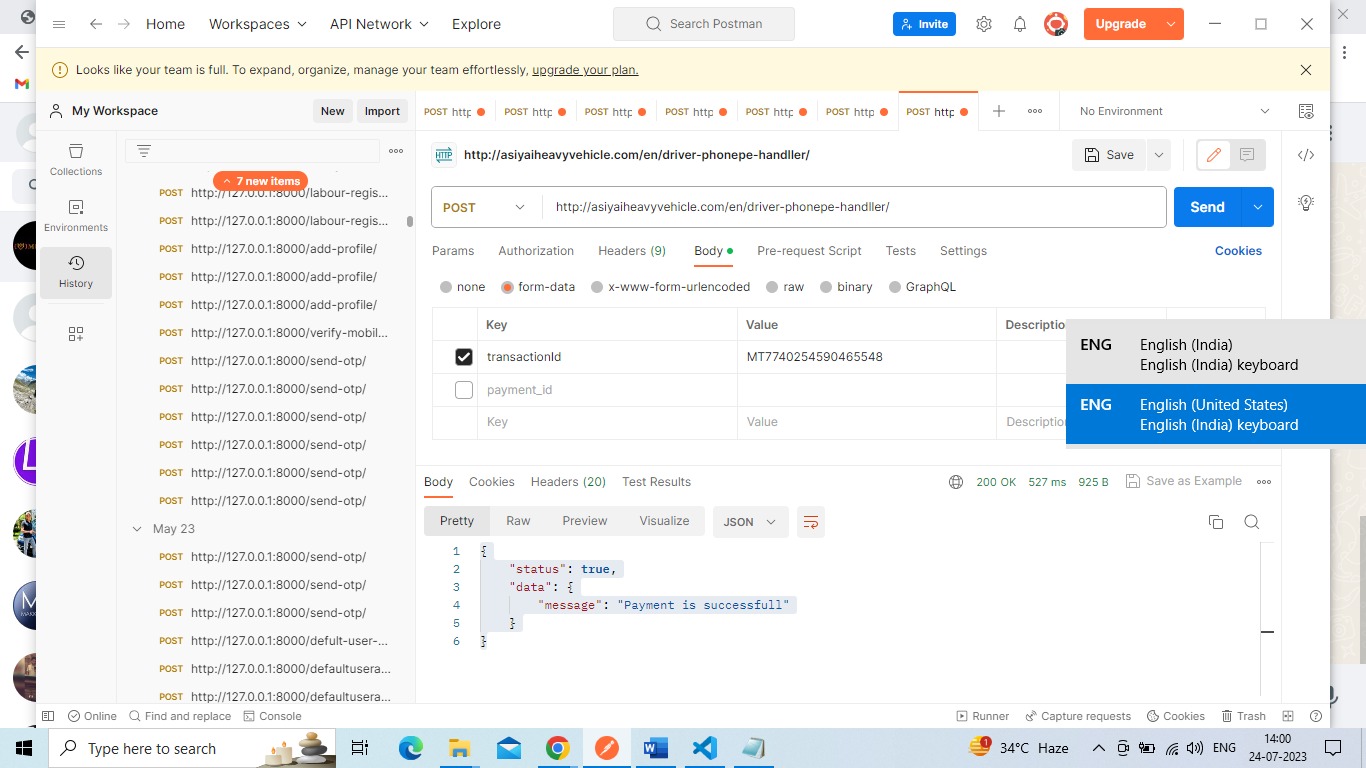 Home Workspaces API Network Explore Search Postman Invite Upgrade
Looks like your team is full. To expand, organize, manage your team effortlessly, upgrade your plan.
My Workspace New Import
POST http POST http POST http POST http POST http POST http POST http No Environment
Collections
Environments
History
7 new items
POST http://127.0.0.1:8000/labour-regis...
POST http://127.0.0.1:8000/labour-regis...
POST http://127.0.0.1:8000/add-profile/
POST http://127.0.0.1:8000/add-profile/
POST http://127.0.0.1:8000/add-profile/
POST http://127.0.0.1:8000/verify-mobil...
POST http://127.0.0.1:8000/send-otp/
POST http://127.0.0.1:8000/send-otp/
POST http://127.0.0.1:8000/send-otp/
POST http://127.0.0.1:8000/send-otp/
POST http://127.0.0.1:8000/send-otp/
POST http://127.0.0.1:8000/send-otp/
May 23
POST http://127.0.0.1:8000/send-otp/
POST http://127.0.0.1:8000/send-otp/
POST http://127.0.0.1:8000/send-otp/
POST http://127.0.0.1:8000/defult-user-...
POST http://127.0.0.1:8000/defaultusera...
POST http://127.0.0.1:8000/defaultusera...
HTTP http://asiyaiheavyvehicle.com/en/driver-phonepe-handller/ Save
POST http://asiyaiheavyvehicle.com/en/driver-phonepe-handller/ Send
Params Authorization Headers (9) Body Pre-request Script Tests Settings Cookies
none form-data x-www-form-urlencoded raw binary GraphQL
Key Value Descriptio
transactionId MT7740254590465548
payment_id
Key Value Descriptio
ENG English (India)
English (India) keyboard
ENG English (United States)
English (India) keyboard
Body Cookies Headers (20) Test Results 200 OK 527 ms 925 B Save as Example
Pretty Raw Preview Visualize JSON
1 {
2 "status": true,
3 "data": {
4 "message": "Payment is successfull"
5 }
6 }
Online Find and replace Console Runner Capture requests Cookies Trash
Type here to search 1 34°C Haze ENG 14:00
24-07-2023